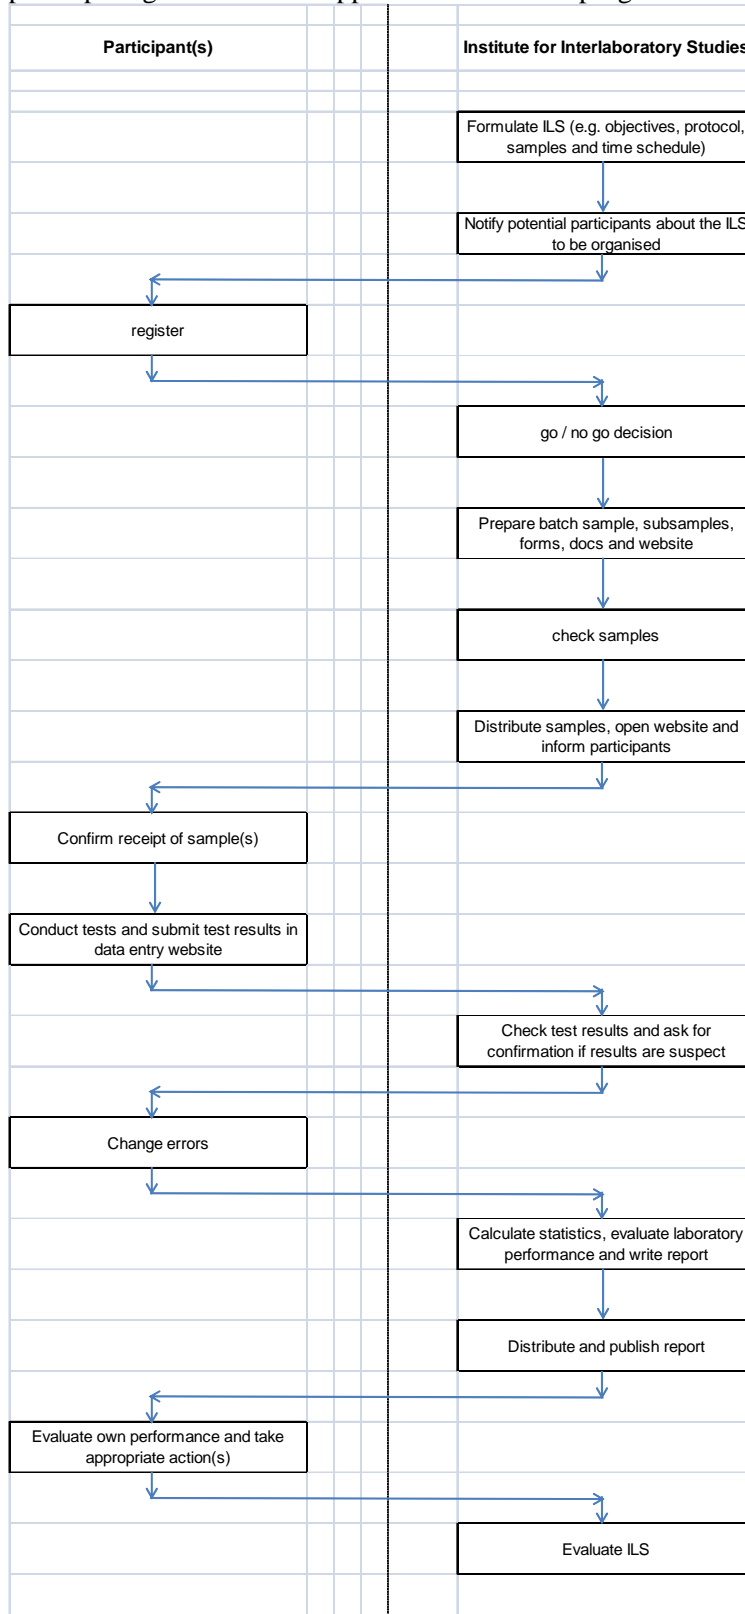 Participant(s)
Institute for Interlaboratory Studies
Formulate ILS (e.g. objectives, protocol,
samples and time schedule)
Notify potential participants about the ILS
to be organised
register
go / no go decision
Prepare batch sample, subsamples,
forms, docs and website
check samples
Distribute samples, open website and
inform participants
Confirm receipt of sample(s)
Conduct tests and submit test results in
data entry website
Check test results and ask for
confirmation if results are suspect
Change errors
Calculate statistics, evaluate laboratory
performance and write report
Distribute and publish report
Evaluate own performance and take
appropriate action(s)
Evaluate ILS